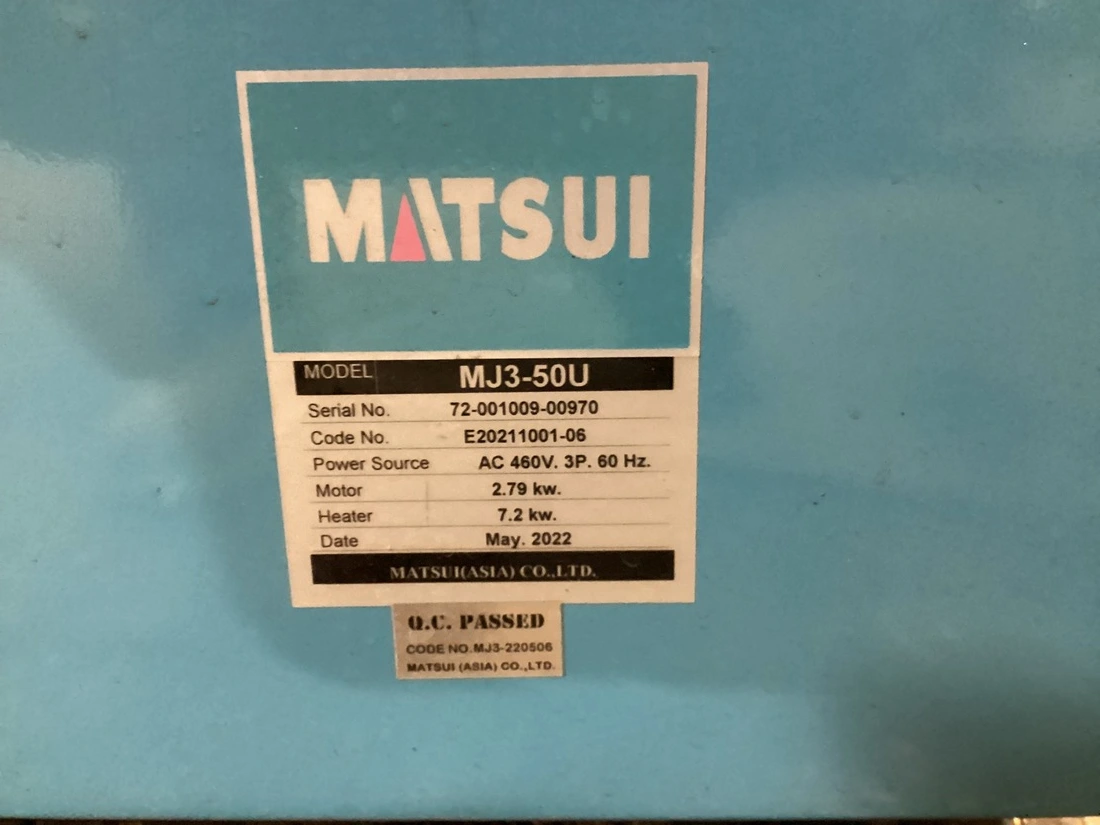 MATSUI
MODEL MJ3-50U
Serial No. 72-001009-00970
Code No. E20211001-06
Power Source AC 460V. 3P. 60 Hz.
Motor 2.79 kw.
Heater 7.2 kw.
Date May. 2022
MATSUI(ASIA) CO.,LTD.
Q.C. PASSED
CODE NO.MJ3-220506
MATSUI (ASIA) CO.,LTD.